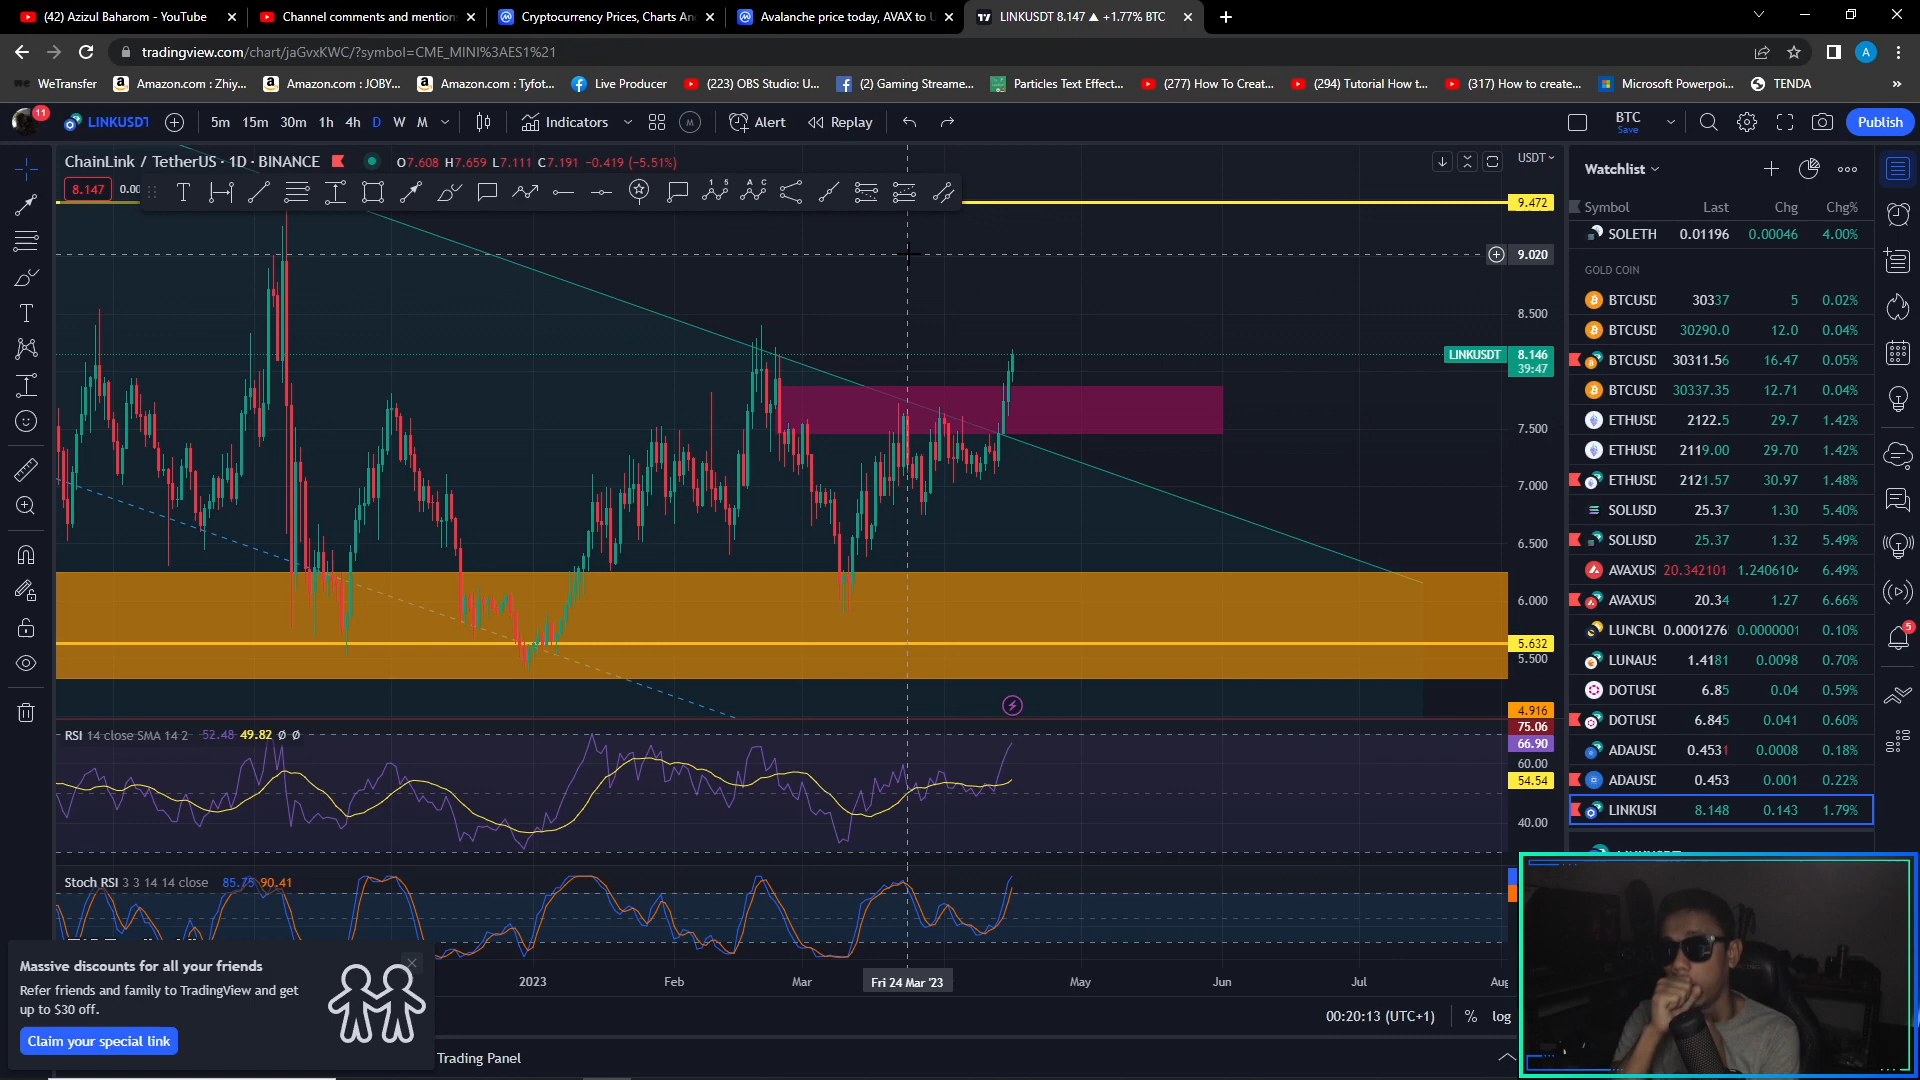 (42) Azizul Baharom - YouTube
Channel comments and mention
Cryptocurrency Prices, Charts An
Avalanche price today, AVAX to U
LINKUSDT 8.147 ▲ +1.77% BTC
tradingview.com/chart/jaGvxKWC/?symbol=CME_MINI%3AES1%21
WeTransfer
Amazon.com : Zhiy...
Amazon.com : JOBY...
Amazon.com : Tyfot...
Live Producer
(223) OBS Studio: U...
(2) Gaming Streame...
Particles Text Effect...
(277) How To Creat...
(294) Tutorial How t...
(317) How to create...
Microsoft Powerpoi...
TENDA
11
LINKUSDT
5m 15m 30m 1h 4h D W M
Indicators
Alert
Replay
BTC
Save
Publish
ChainLink / TetherUS · 1D · BINANCE
O7.608 H7.659 L7.111 C7.191 -0.419 (-5.51%)
8.147 0.00
USDT
9.472
9.020
8.500
LINKUSDT 8.146
39:47
7.500
7.000
6.500
6.000
5.632
5.500
4.916
75.06
66.90
60.00
54.54
40.00
RSI 14 close SMA 14 2 52.48 49.82 Ø Ø
Stoch RSI 3 3 14 14 close 85.75 90.41
2023 Feb Mar Fri 24 Mar '23 May Jun Jul Aug
00:20:13 (UTC+1) % log
Trading Panel
Massive discounts for all your friends
Refer friends and family to TradingView and get
up to $30 off.
Claim your special link
Watchlist
Symbol Last Chg Chg%
SOLETH 0.01196 0.00046 4.00%
GOLD COIN
BTCUSD 30337 5 0.02%
BTCUSD 30290.0 12.0 0.04%
BTCUSD 30311.56 16.47 0.05%
BTCUSD 30337.35 12.71 0.04%
ETHUSD 2122.5 29.7 1.42%
ETHUSD 2119.00 29.70 1.42%
ETHUSD 2121.57 30.97 1.48%
SOLUSD 25.37 1.30 5.40%
SOLUSD 25.37 1.32 5.49%
AVAXUS 20.342101 1.2406104 6.49%
AVAXUS 20.34 1.27 6.66%
LUNCBU 0.0001276 0.0000001 0.10%
LUNAUS 1.4181 0.0098 0.70%
DOTUSD 6.85 0.04 0.59%
DOTUSD 6.845 0.041 0.60%
ADAUSD 0.4531 0.0008 0.18%
ADAUSD 0.453 0.001 0.22%
LINKUSD 8.148 0.143 1.79%
5